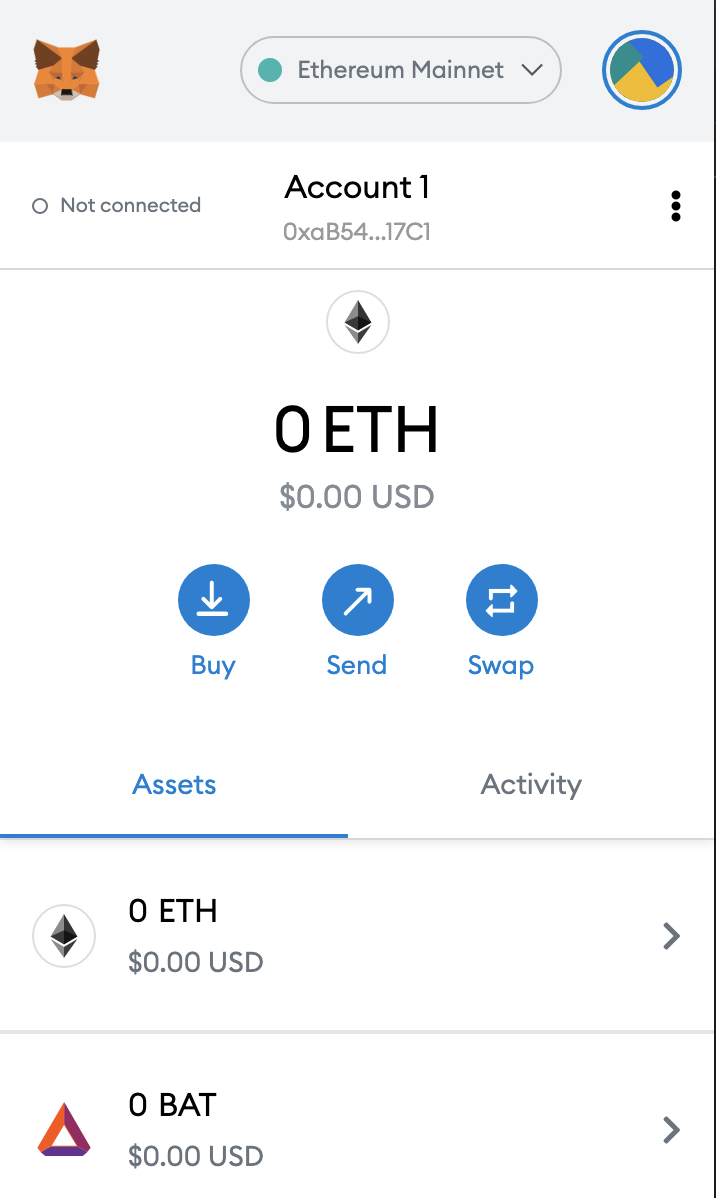 Ethereum Mainnet
Not connected
Account 1
0xaB54...17C1
0 ETH
$0.00 USD
Buy
Send
Swap
Assets
Activity
0 ETH
$0.00 USD
0 BAT
$0.00 USD